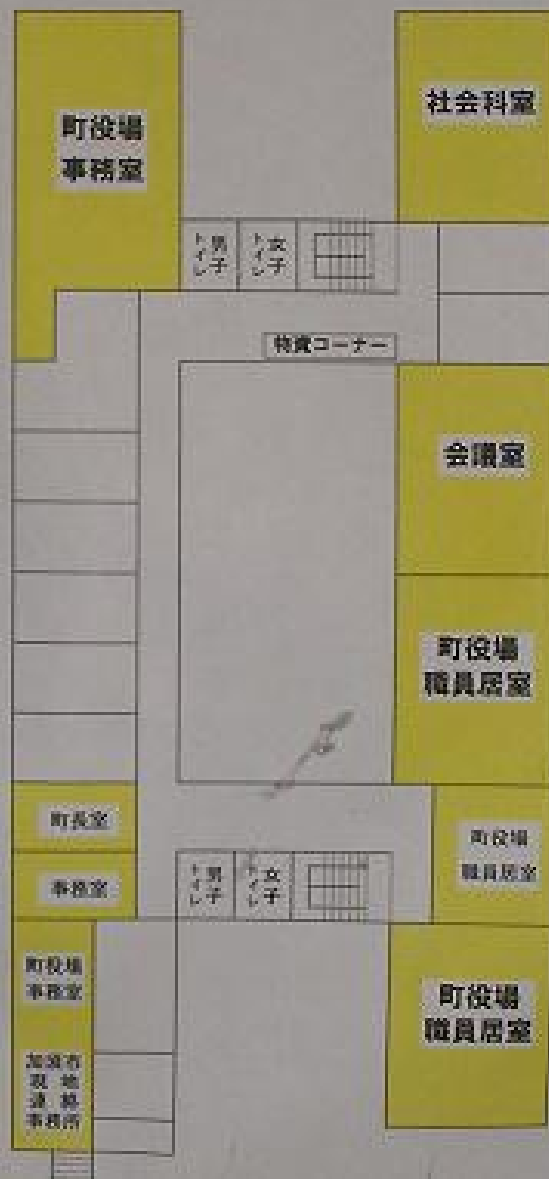 町役場
事務室
社会科室
男子
トイレ
女子
トイレ
物資コーナー
会議室
町役場
職員居室
町長室
事務室
男子
トイレ
女子
トイレ
町役場
職員居室
町役場
事務室
加須市
現地
連絡
事務所
町役場
職員居室